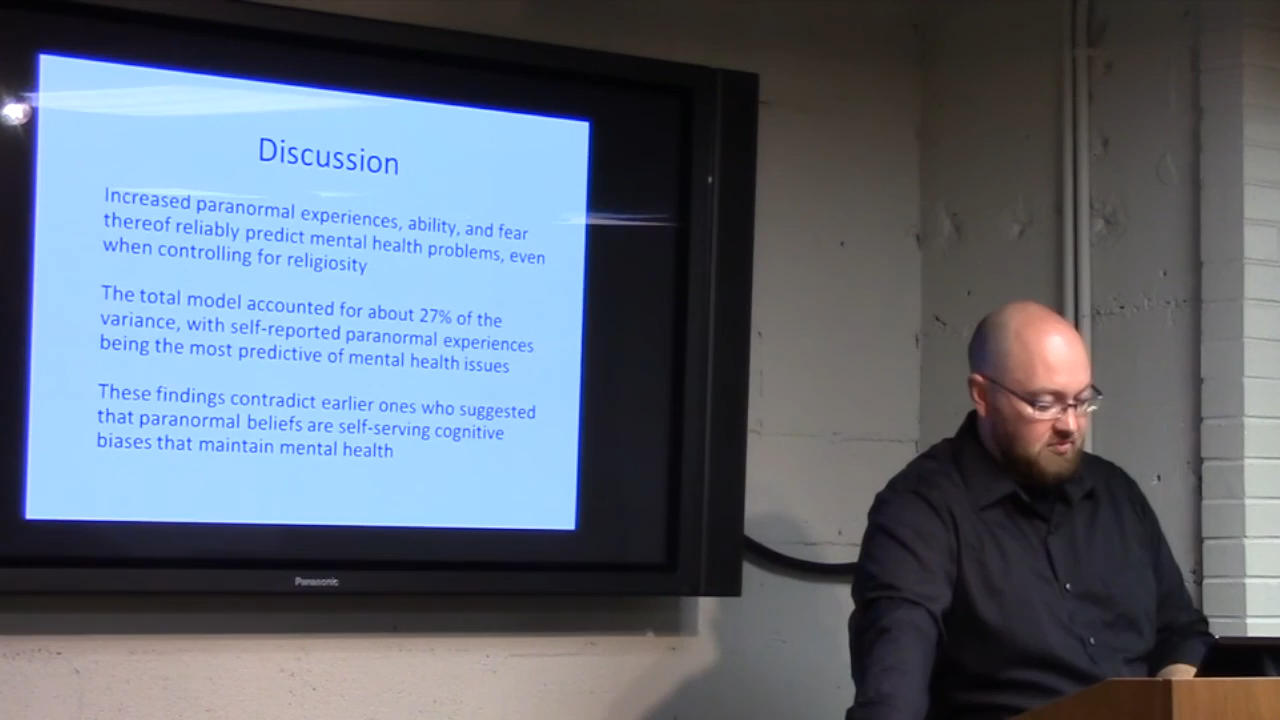 Discussion
Increased paranormal experiences, ability, and fear
thereof reliably predict mental health problems, even
when controlling for religiosity
The total model accounted for about 27% of the
variance, with self-reported paranormal experiences
being the most predictive of mental health issues
These findings contradict earlier ones who suggested
that paranormal beliefs are self-serving cognitive
biases that maintain mental health
Panasonic